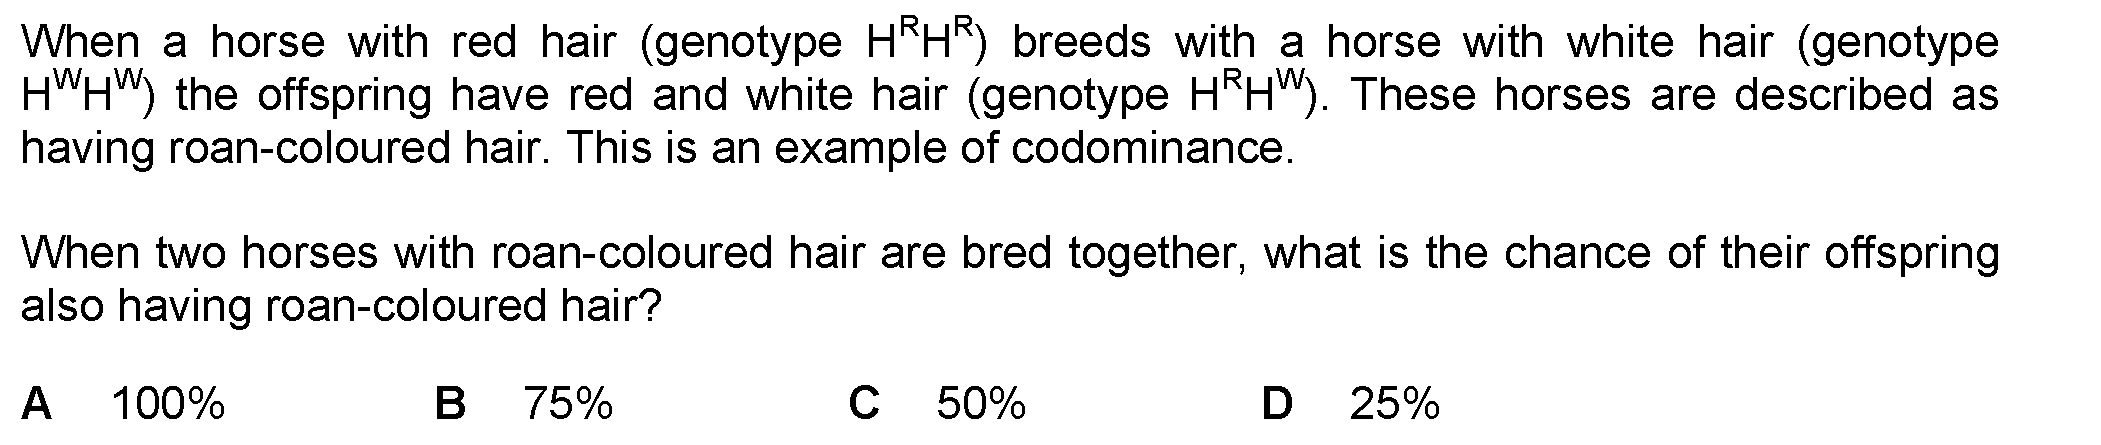 When a horse with red hair (genotype HᴿHᴿ) breeds with a horse with white hair (genotype
HᵂHᵂ) the offspring have red and white hair (genotype HᴿHᵂ). These horses are described as
having roan-coloured hair. This is an example of codominance.
When two horses with roan-coloured hair are bred together, what is the chance of their offspring
also having roan-coloured hair?
A 100% B 75% C 50% D 25%